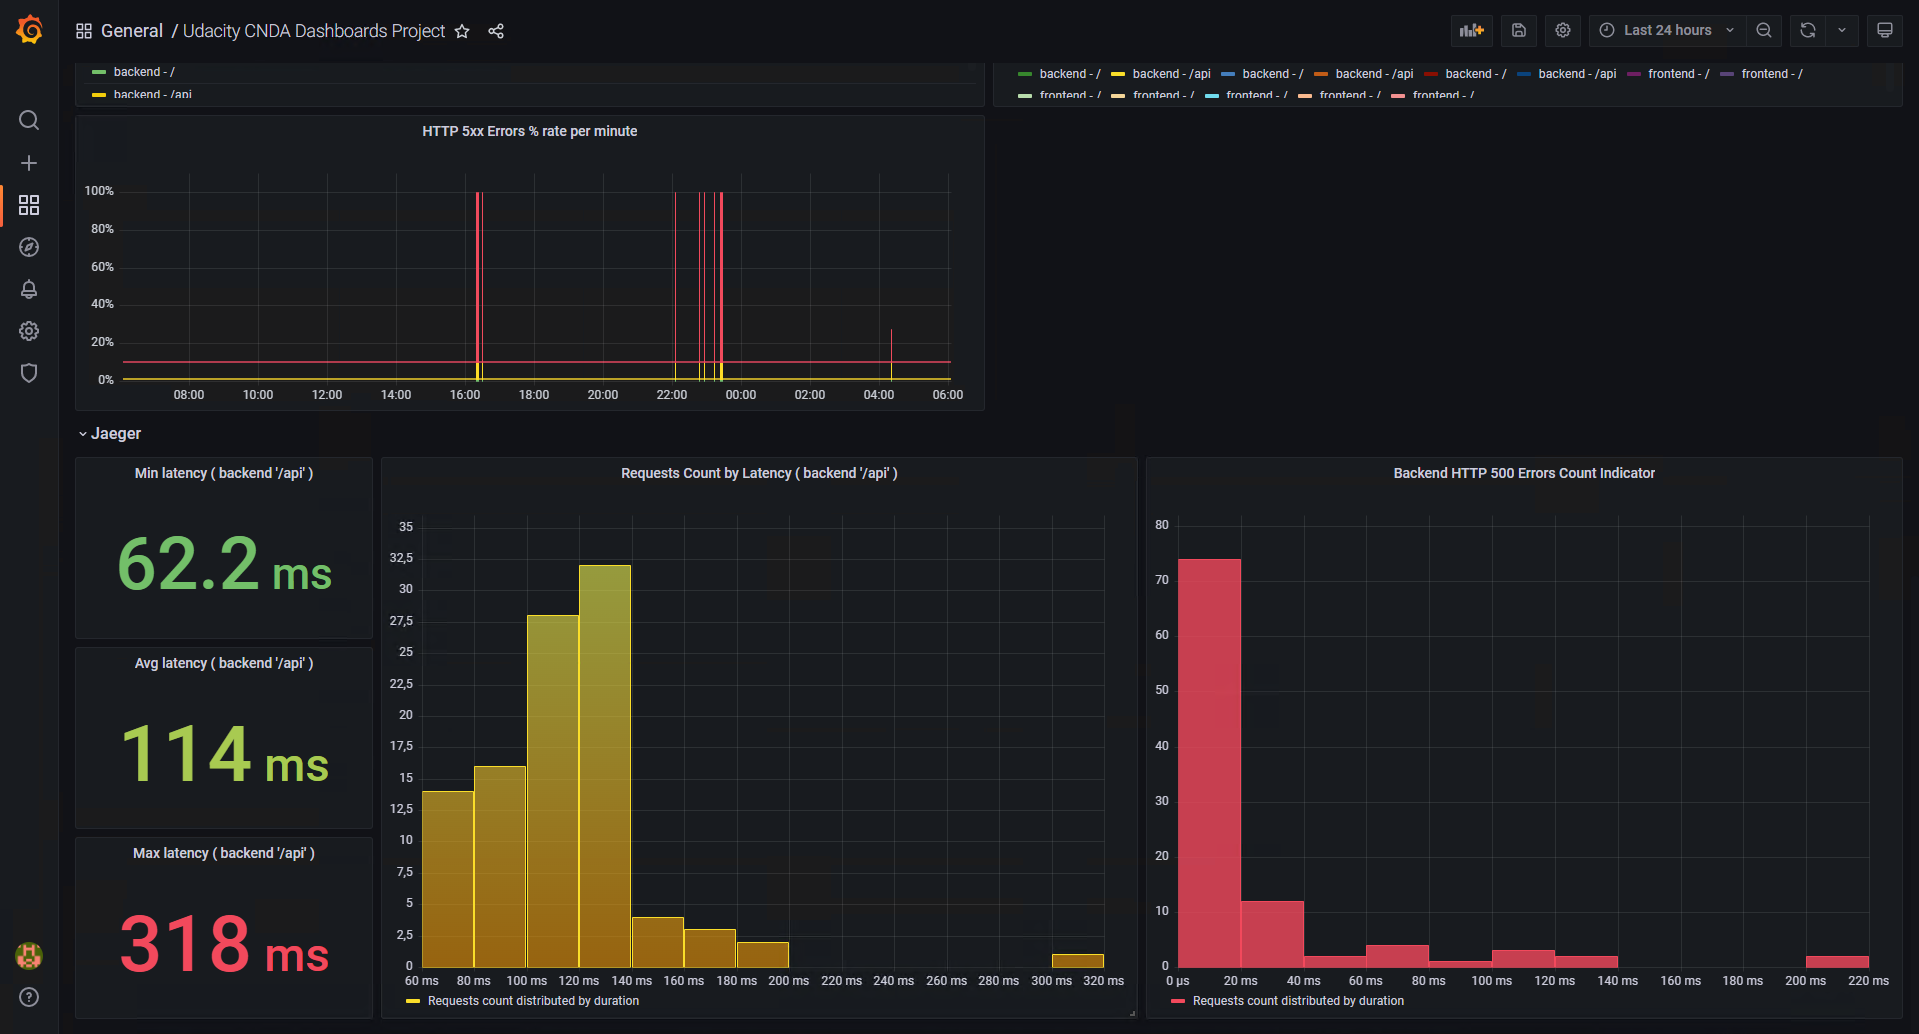 General / Udacity CNDA Dashboards Project
Last 24 hours
backend - /
backend - /api
backend - / backend - /api backend - / backend - /api backend - / backend - /api frontend - / frontend - /
frontend - / frontend - / frontend - / frontend - / frontend - /
HTTP 5xx Errors % rate per minute
100%
80%
60%
40%
20%
0%
08:00 10:00 12:00 14:00 16:00 18:00 20:00 22:00 00:00 02:00 04:00 06:00
Jaeger
Min latency ( backend '/api' )
62.2 ms
Avg latency ( backend '/api' )
114 ms
Max latency ( backend '/api' )
318 ms
Requests Count by Latency ( backend '/api' )
35
32,5
30
27,5
25
22,5
20
17,5
15
12,5
10
7,5
5
2,5
0
60 ms 80 ms 100 ms 120 ms 140 ms 160 ms 180 ms 200 ms 220 ms 240 ms 260 ms 280 ms 300 ms 320 ms
Requests count distributed by duration
Backend HTTP 500 Errors Count Indicator
80
70
60
50
40
30
20
10
0
0 µs 20 ms 40 ms 60 ms 80 ms 100 ms 120 ms 140 ms 160 ms 180 ms 200 ms 220 ms
Requests count distributed by duration